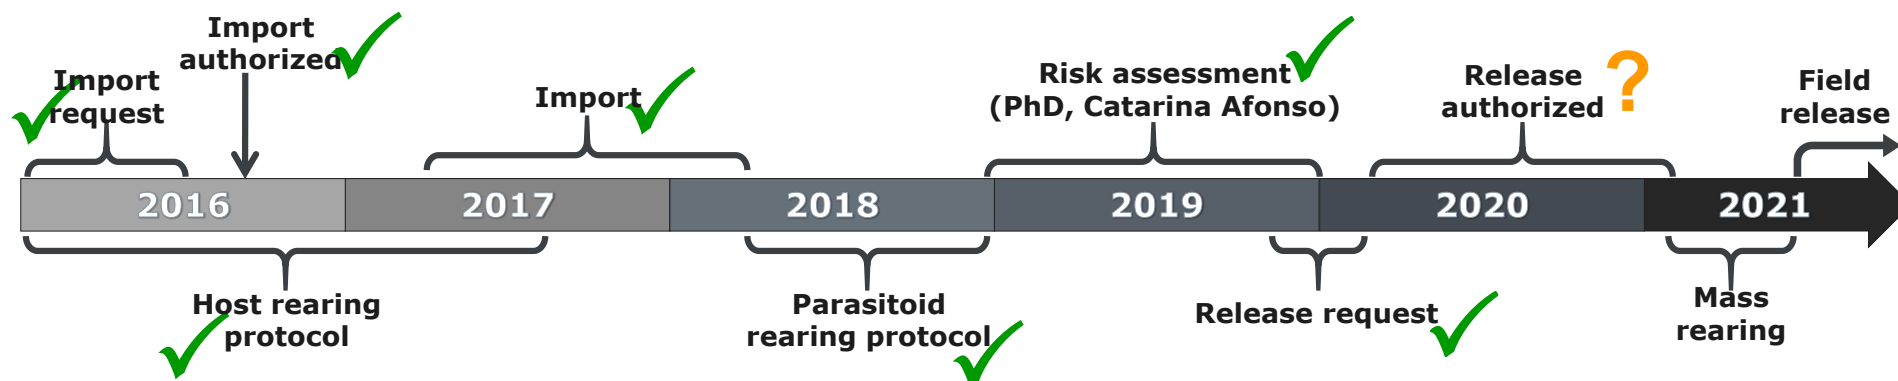 Import
authorized
Import
request
Import
Risk assessment
(PhD, Catarina Afonso)
Release
authorized
?
Field
release
2016
2017
2018
2019
2020
2021
Host rearing
protocol
Parasitoid
rearing protocol
Release request
Mass
rearing